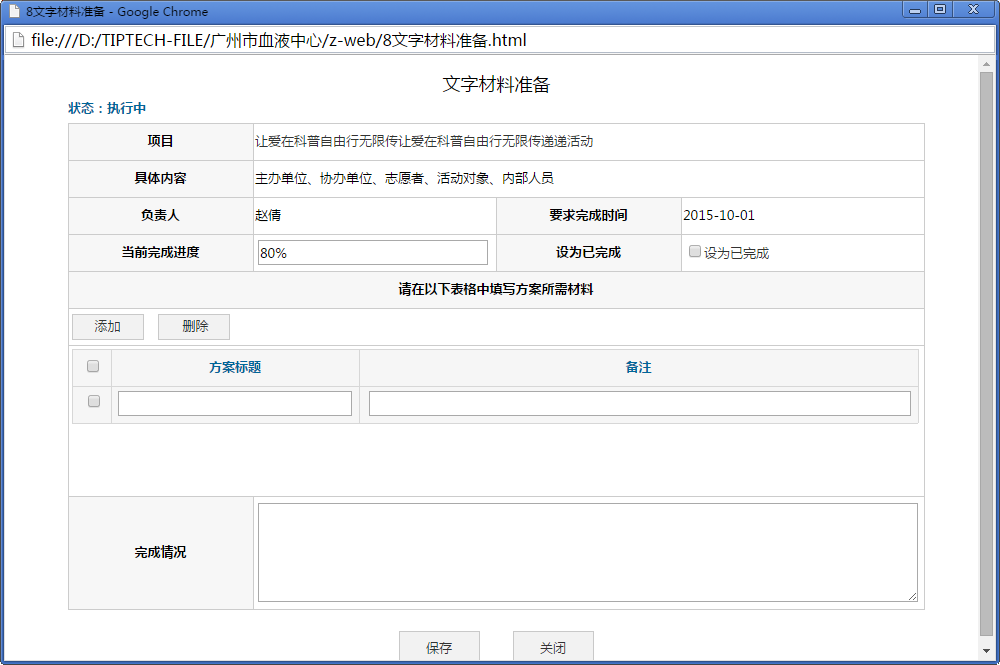 8文字材料准备 - Google Chrome
file:///D:/TIPTECH-FILE/广州市血液中心/z-web/8文字材料准备.html
文字材料准备
状态：执行中
项目 让爱在科普自由行无限传让爱在科普自由行无限传递递活动
具体内容 主办单位、协办单位、志愿者、活动对象、内部人员
负责人 赵倩 要求完成时间 2015-10-01
当前完成进度 80% 设为已完成 设为已完成
请在以下表格中填写方案所需材料
添加 删除
方案标题 备注
完成情况
保存 关闭